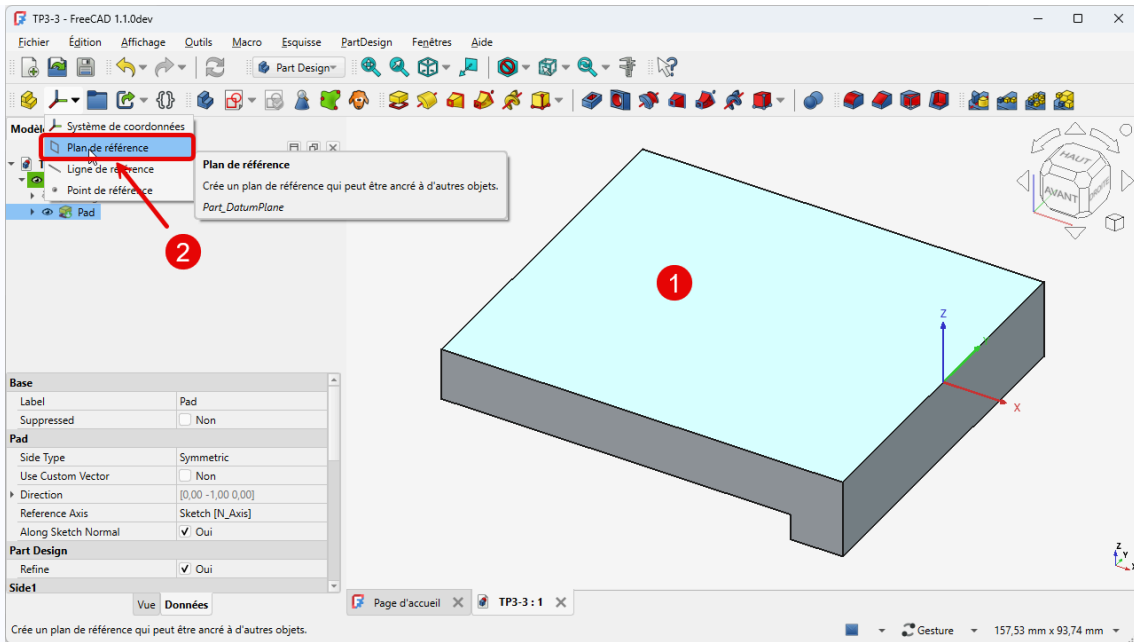 TP3-3 - FreeCAD 1.1.0dev
Fichier Édition Affichage Outils Macro Esquisse PartDesign Fenêtres Aide
Part Design
Modèl
Système de coordonnées
Plan de référence
Ligne de référence
Point de référence
Plan de référence
Crée un plan de référence qui peut être ancré à d'autres objets.
Part_DatumPlane
Pad
2
1
Z
X
HAUT
AVANT
DROITE
Base
Label Pad
Suppressed Non
Pad
Side Type Symmetric
Use Custom Vector Non
Direction [0,00 -1,00 0,00]
Reference Axis Sketch [N_Axis]
Along Sketch Normal Oui
Part Design
Refine Oui
Side1
Vue Données
Z
Y
Page d'accueil TP3-3 : 1
Crée un plan de référence qui peut être ancré à d'autres objets.
Gesture 157,53 mm x 93,74 mm